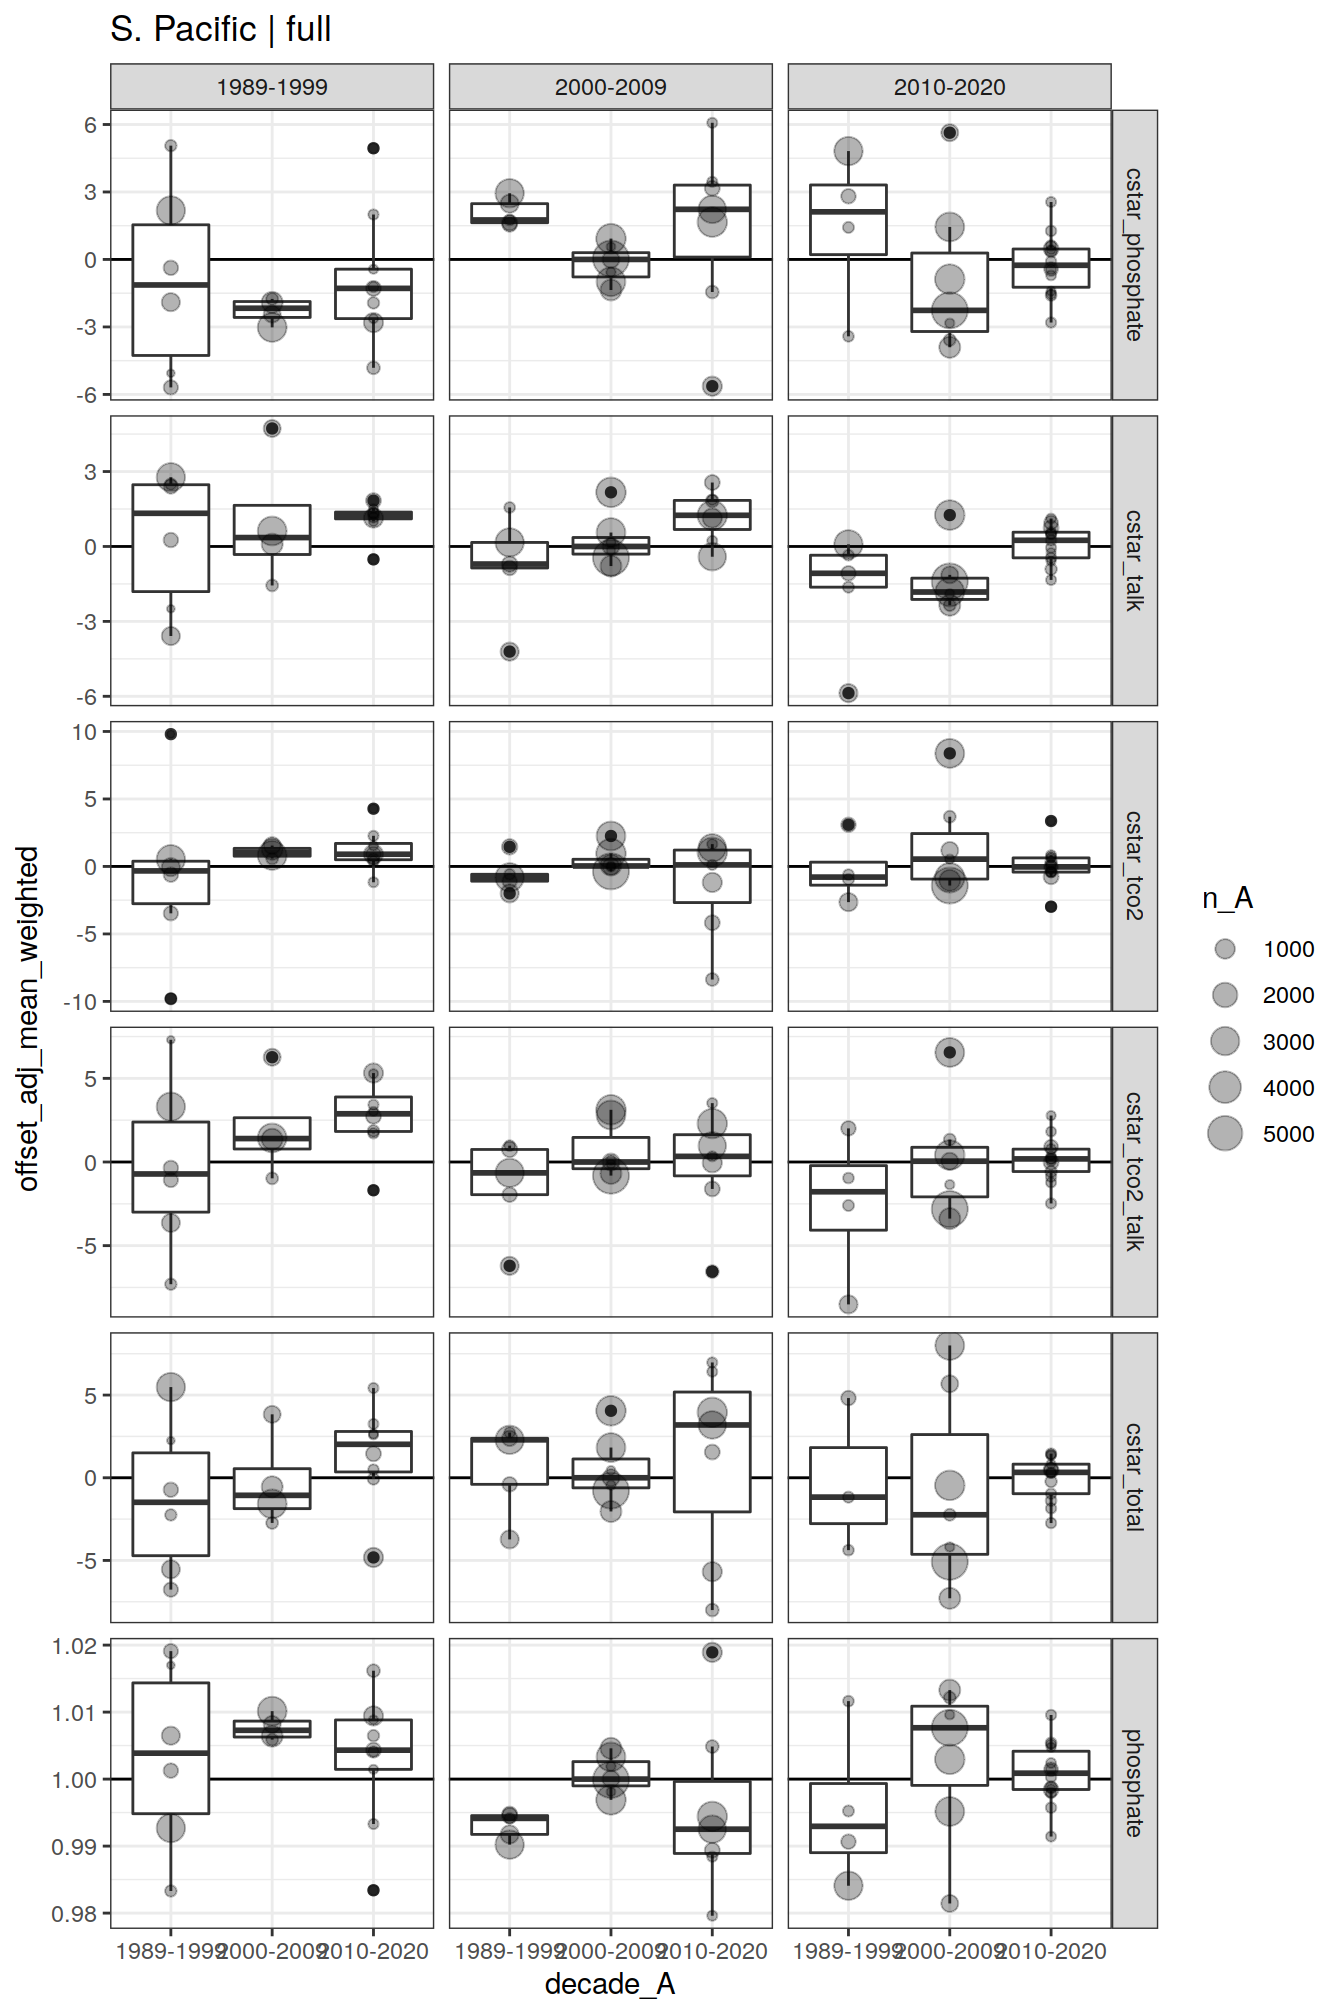 S. Pacific | full
1989-1999 2000-2009 2010-2020
6
3
0
-3
-6
cstar_phosphate
3
0
-3
-6
cstar_talk
10
5
0
-5
-10
cstar_tco2
5
0
-5
cstar_tco2_talk
5
0
-5
cstar_total
1.02
1.01
1.00
0.99
0.98
phosphate
offset_adj_mean_weighted
1989-1999 2000-2009 2010-2020 1989-1999 2000-2009 2010-2020 1989-1999 2000-2009 2010-2020
decade_A
n_A
1000
2000
3000
4000
5000